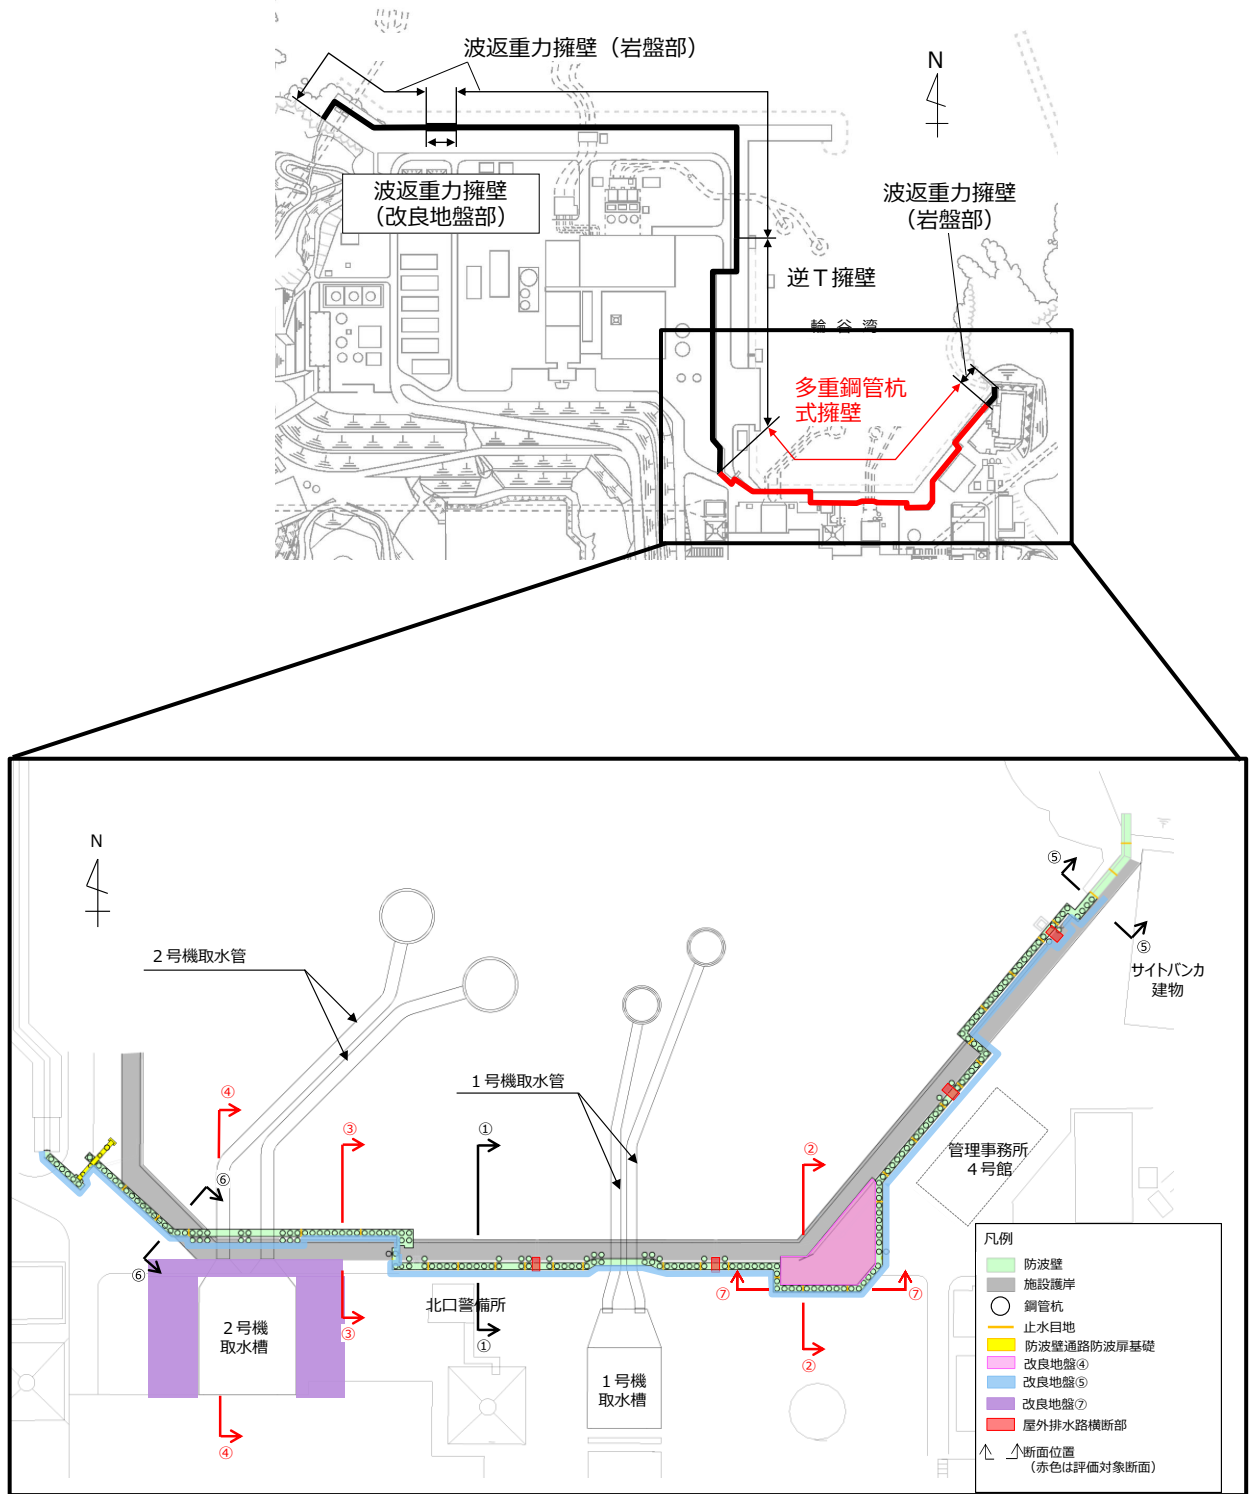 波返重力擁壁（岩盤部）
N
波返重力擁壁
（改良地盤部）
波返重力擁壁
（岩盤部）
逆Ｔ擁壁
輪谷湾
多重鋼管杭
式擁壁
N
２号機取水管
１号機取水管
⑤
⑤
サイトバンカ
建物
④
③
①
②
⑥
⑥
管理事務所
４号館
⑦
⑦
北口警備所
２号機
取水槽
③
①
②
１号機
取水槽
④
凡例
防波壁
施設護岸
鋼管杭
止水目地
防波壁通路防波扉基礎
改良地盤④
改良地盤⑤
改良地盤⑦
屋外排水路横断部
断面位置
（赤色は評価対象断面）